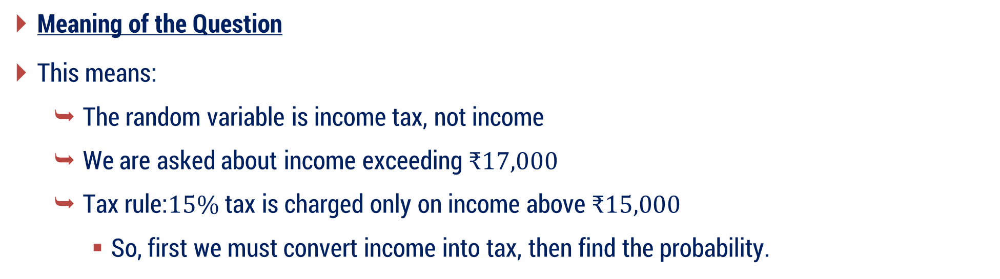 Meaning of the Question
This means:
The random variable is income tax, not income
We are asked about income exceeding ₹17,000
Tax rule:15% tax is charged only on income above ₹15,000
So, first we must convert income into tax, then find the probability.